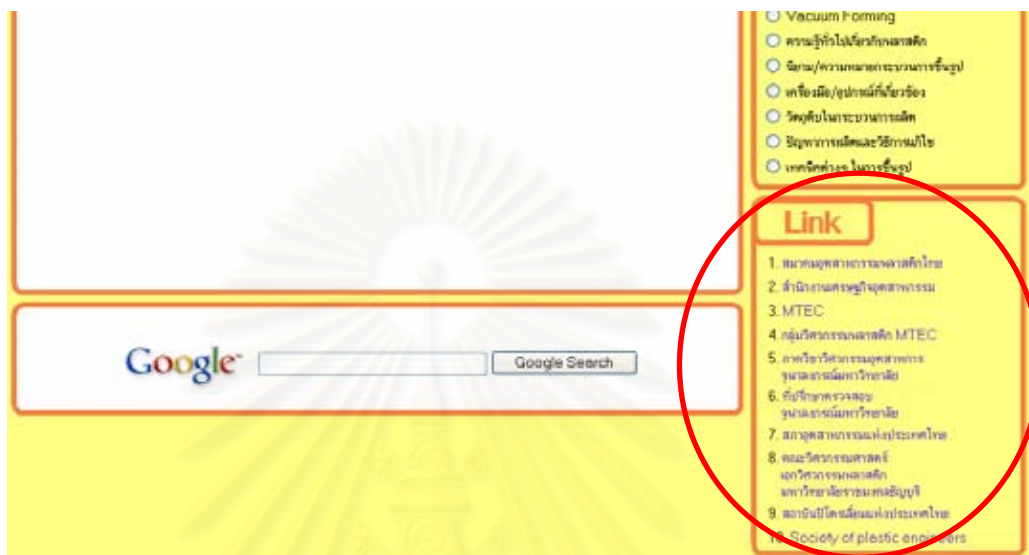 Vacuum Forming
ความรู้ทั่วไปเกี่ยวกับพลาสติก
นิยาม/ความหมายกระบวนการขึ้นรูป
เครื่องมือ/อุปกรณ์ที่เกี่ยวข้อง
วัตถุดิบในกระบวนการผลิต
ปัญหาการผลิตและวิธีการแก้ไข
เทคนิคต่างๆ ในการขึ้นรูป
Link
1. สมาคมอุตสาหกรรมพลาสติกไทย
2. สำนักงานเศรษฐกิจอุตสาหกรรม
3. MTEC
4. กลุ่มวิศวกรรมพลาสติก MTEC
5. ภาควิชาวิศวกรรมอุตสาหการ
จุฬาลงกรณ์มหาวิทยาลัย
6. ที่ปรึกษาตรวจสอบ
จุฬาลงกรณ์มหาวิทยาลัย
7. สภาอุตสาหกรรมแห่งประเทศไทย
8. คณะวิศวกรรมศาสตร์
เอกวิศวกรรมพลาสติก
มหาวิทยาลัยราชมงคลธัญบุรี
9. สถาบันปิโตรเลียมแห่งประเทศไทย
10. Society of plastic engineers
Google Google Search